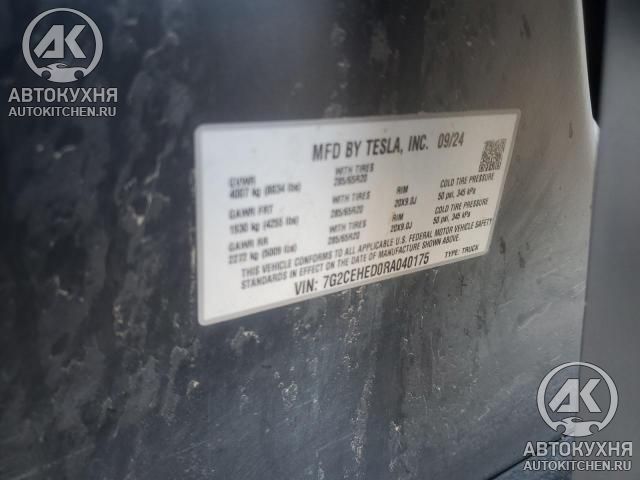 АК
АВТОКУХНЯ
AUTOKITCHEN.RU
MFD BY TESLA, INC. 09/24
GVWR
4007 kg (8834 lbs)
WITH TIRES
285/65R20
RIM
20X9.0J
COLD TIRE PRESSURE
50 psi, 345 kPa
GAWR FRT
1930 kg (4255 lbs)
WITH TIRES
285/65R20
RIM
20X9.0J
COLD TIRE PRESSURE
50 psi, 345 kPa
GAWR RR
2272 kg (5009 lbs)
WITH TIRES
285/65R20
THIS VEHICLE CONFORMS TO ALL APPLICABLE U.S. FEDERAL MOTOR VEHICLE SAFETY
STANDARDS IN EFFECT ON THE DATE OF MANUFACTURE SHOWN ABOVE.
TYPE: TRUCK
VIN: 7G2CEHED0RA040175
АК
АВТОКУХНЯ
AUTOKITCHEN.RU